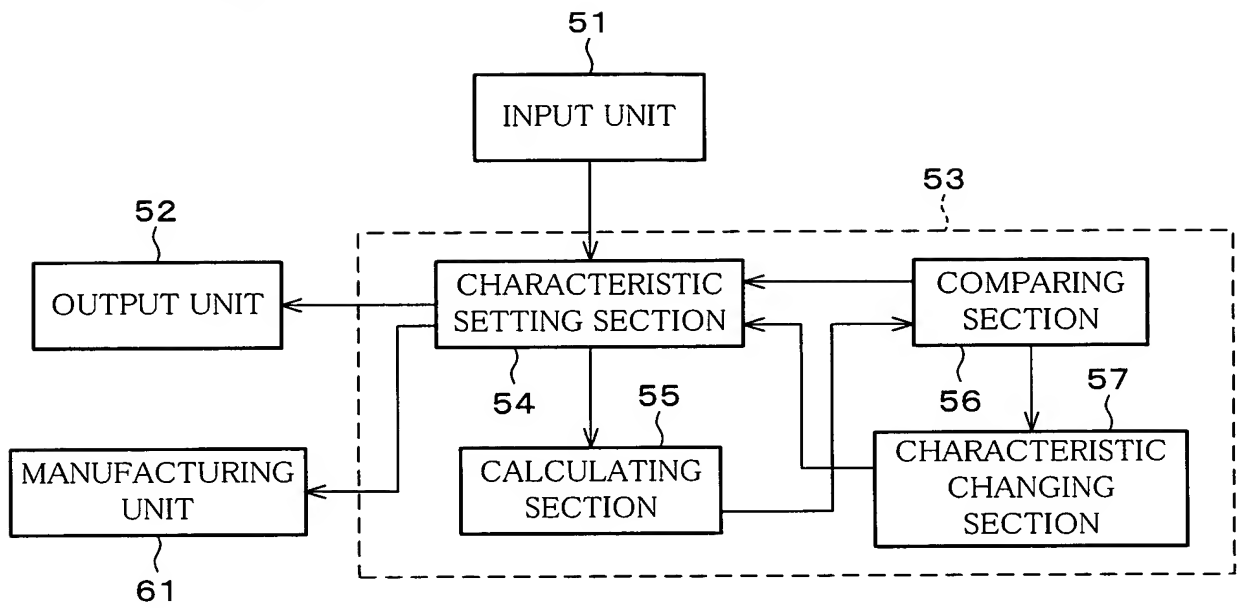 51
INPUT UNIT
53
52
OUTPUT UNIT
CHARACTERISTIC
SETTING SECTION
54
COMPARING
SECTION
56
55
57
MANUFACTURING
UNIT
61
CALCULATING
SECTION
CHARACTERISTIC
CHANGING
SECTION